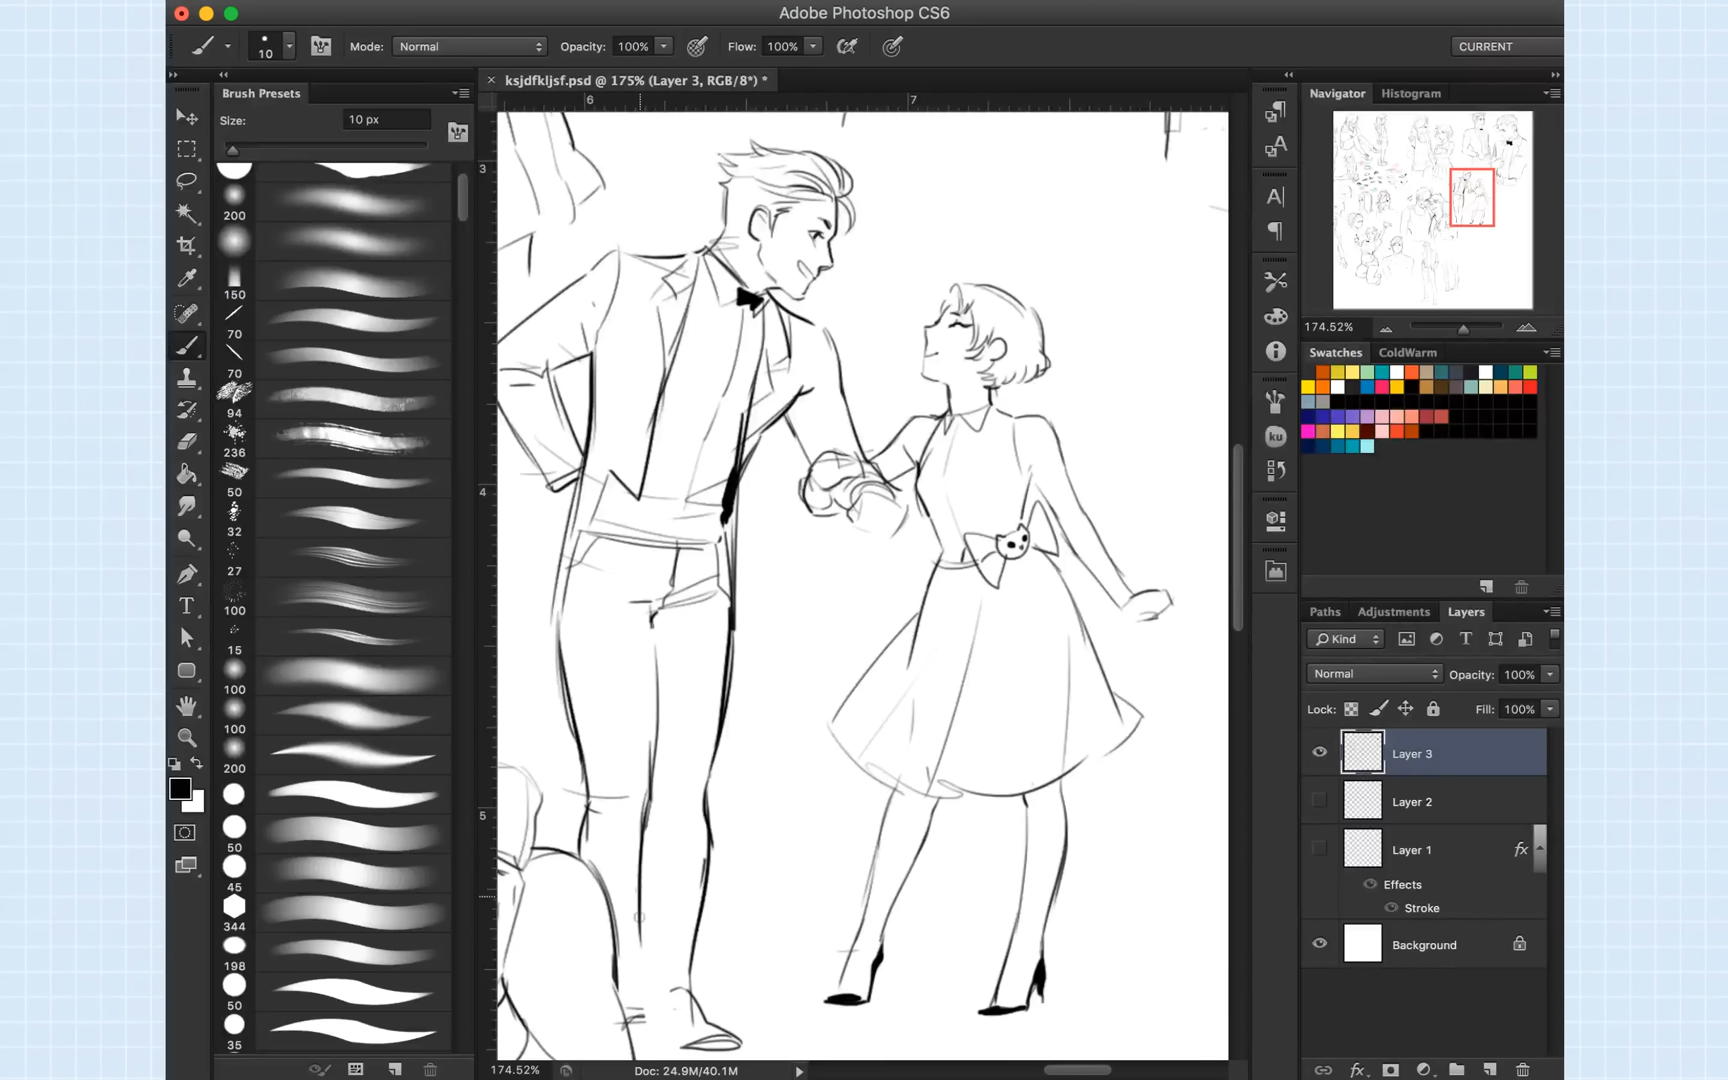 Adobe Photoshop CS6
10
Mode: Normal
Opacity: 100%
Flow: 100%
CURRENT
Brush Presets
× ksjdfkljsf.psd @ 175% (Layer 3, RGB/8*) *
Navigator
Histogram
Size: 10 px
6
7
3
4
5
200
150
70
70
94
236
50
32
27
100
15
100
100
200
50
45
344
198
50
35
174.52%
Swatches
ColdWarm
ku
Paths
Adjustments
Layers
Kind
Normal
Opacity: 100%
Lock:
Fill: 100%
Layer 3
Layer 2
Layer 1
fx
Effects
Stroke
Background
174.52%
Doc: 24.9M/40.1M
fx